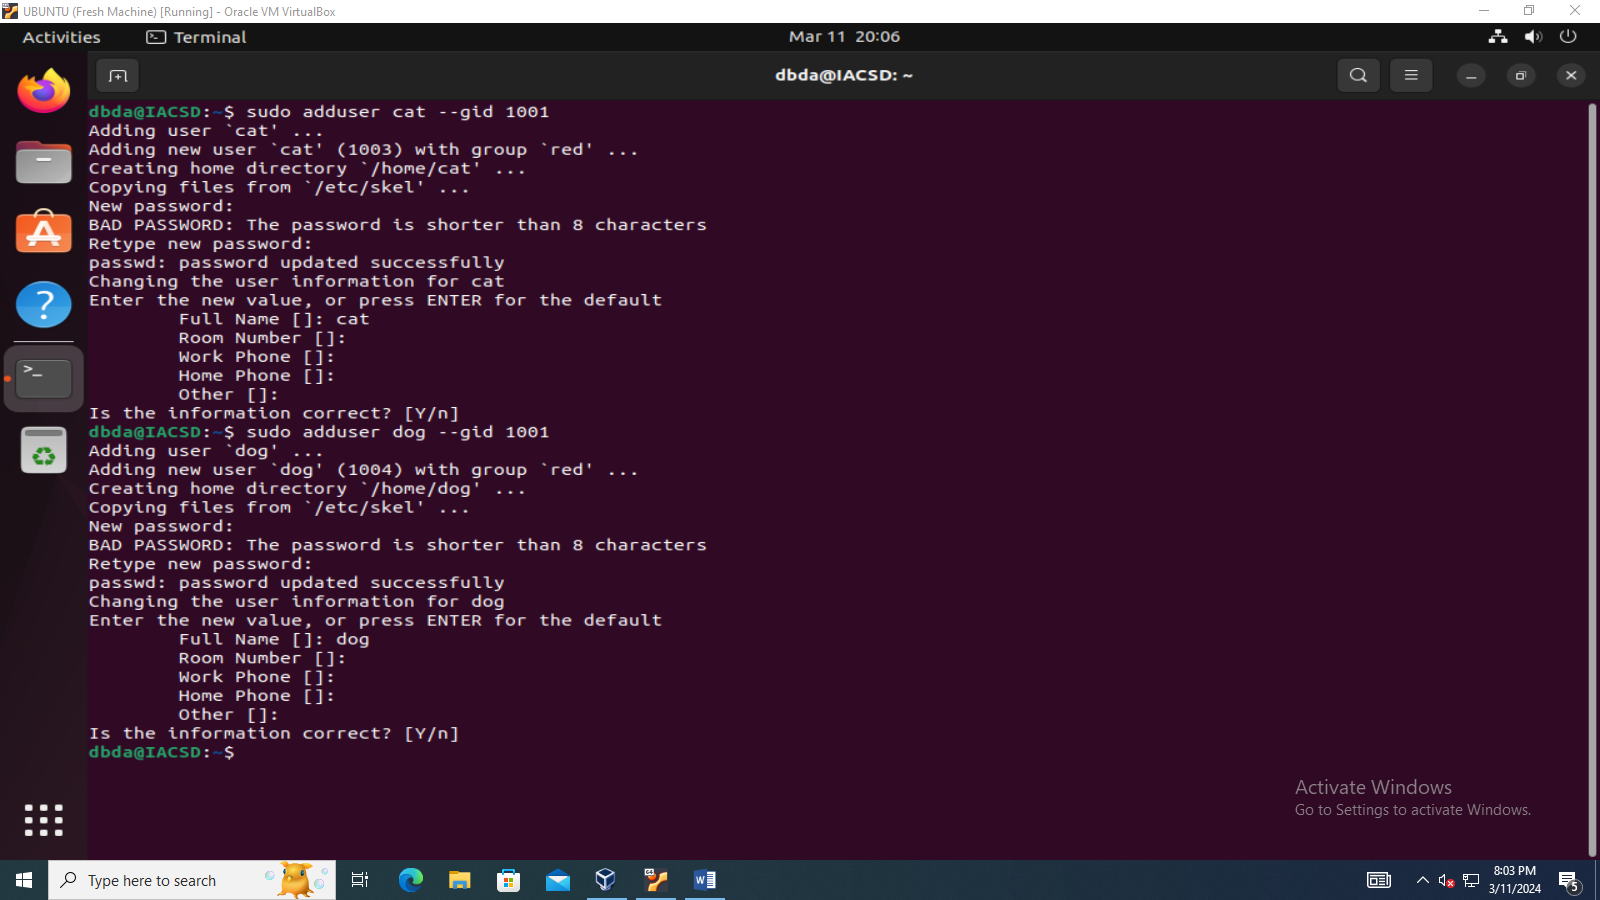 UBUNTU (Fresh Machine) [Running] - Oracle VM VirtualBox
Activities
Terminal
Mar 11 20:06
dbda@IACSD: ~
dbda@IACSD:~$ sudo adduser cat --gid 1001
Adding user `cat' ...
Adding new user `cat' (1003) with group `red' ...
Creating home directory `/home/cat' ...
Copying files from `/etc/skel' ...
New password:
BAD PASSWORD: The password is shorter than 8 characters
Retype new password:
passwd: password updated successfully
Changing the user information for cat
Enter the new value, or press ENTER for the default
Full Name []: cat
Room Number []:
Work Phone []:
Home Phone []:
Other []:
Is the information correct? [Y/n]
dbda@IACSD:~$ sudo adduser dog --gid 1001
Adding user `dog' ...
Adding new user `dog' (1004) with group `red' ...
Creating home directory `/home/dog' ...
Copying files from `/etc/skel' ...
New password:
BAD PASSWORD: The password is shorter than 8 characters
Retype new password:
passwd: password updated successfully
Changing the user information for dog
Enter the new value, or press ENTER for the default
Full Name []: dog
Room Number []:
Work Phone []:
Home Phone []:
Other []:
Is the information correct? [Y/n]
dbda@IACSD:~$
Activate Windows
Go to Settings to activate Windows.
Type here to search
8:03 PM
3/11/2024
5